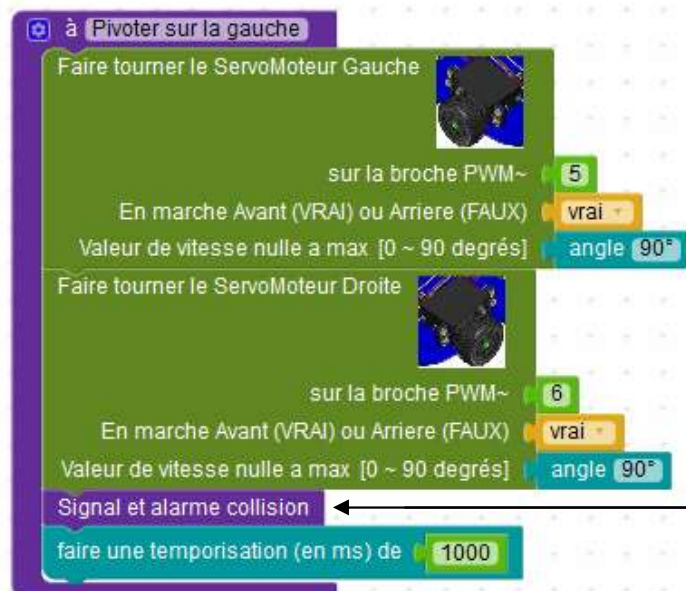 à Pivoter sur la gauche
Faire tourner le ServoMoteur Gauche
sur la broche PWM~ 5
En marche Avant (VRAI) ou Arriere (FAUX) vrai
Valeur de vitesse nulle a max [0 ~ 90 degrés] angle 90°
Faire tourner le ServoMoteur Droite
sur la broche PWM~ 6
En marche Avant (VRAI) ou Arriere (FAUX) vrai
Valeur de vitesse nulle a max [0 ~ 90 degrés] angle 90°
Signal et alarme collision
faire une temporisation (en ms) de 1000